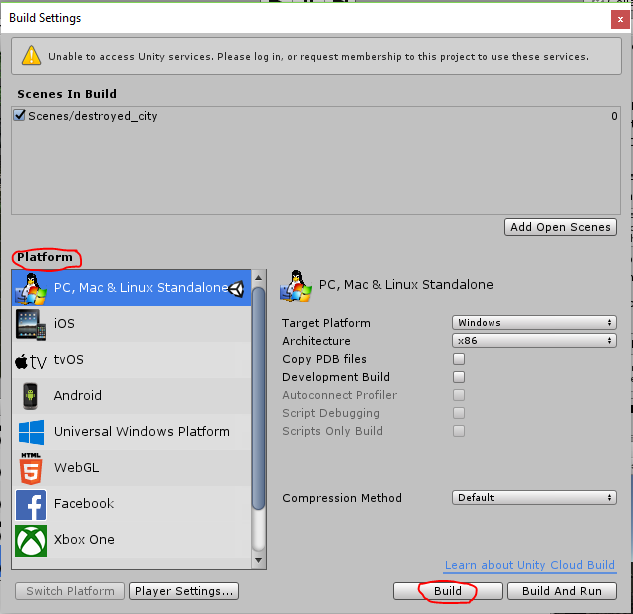 Build Settings
x
Unable to access Unity services. Please log in, or request membership to this project to use these services.
Scenes In Build
Scenes/destroyed_city 0
Add Open Scenes
Platform
PC, Mac & Linux Standalone
iOS
tv tvOS
Android
Universal Windows Platform
HTML
5 WebGL
f Facebook
Xbox One
PC, Mac & Linux Standalone
Target Platform Windows
Architecture x86
Copy PDB files
Development Build
Autoconnect Profiler
Script Debugging
Scripts Only Build
Compression Method Default
Learn about Unity Cloud Build
Switch Platform Player Settings... Build Build And Run